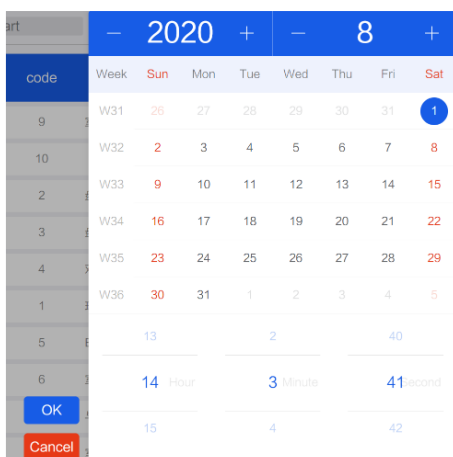 art
− 2020 + − 8 +
code
Week Sun Mon Tue Wed Thu Fri Sat
W31 26 27 28 29 30 31 1
9
W32 2 3 4 5 6 7 8
10
W33 9 10 11 12 13 14 15
2
W34 16 17 18 19 20 21 22
3
W35 23 24 25 26 27 28 29
4
W36 30 31 1 2 3 4 5
1
13 2 40
5
14 Hour 3 Minute 41 Second
6
OK
15 4 42
Cancel